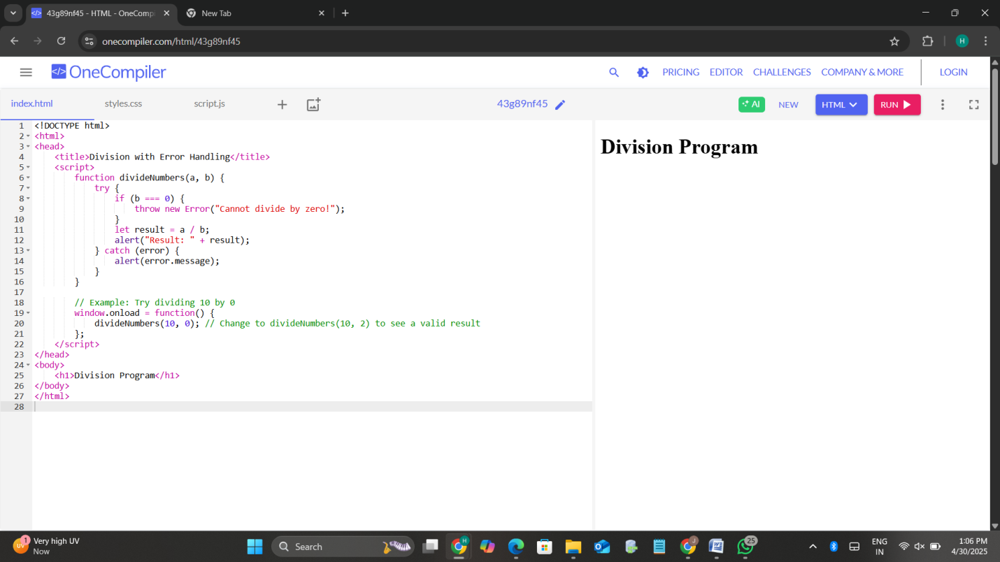 43g89nf45 - HTML - OneComp
New Tab
onecompiler.com/html/43g89nf45
H
</> OneCompiler
PRICING
EDITOR
CHALLENGES
COMPANY & MORE
LOGIN
index.html
styles.css
script.js
43g89nf45
AI
NEW
HTML
RUN
1 <!DOCTYPE html>
2 <html>
3 <head>
4 <title>Division with Error Handling</title>
5 <script>
6 function divideNumbers(a, b) {
7 try {
8 if (b === 0) {
9 throw new Error("Cannot divide by zero!");
10 }
11 let result = a / b;
12 alert("Result: " + result);
13 } catch (error) {
14 alert(error.message);
15 }
16 }
17
18 // Example: Try dividing 10 by 0
19 window.onload = function() {
20 divideNumbers(10, 0); // Change to divideNumbers(10, 2) to see a valid result
21 };
22 </script>
23 </head>
24 <body>
25 <h1>Division Program</h1>
26 </body>
27 </html>
28
Division Program
UV
1
Very high UV
Now
Search
H
J
25
ENG
IN
1:06 PM
4/30/2025